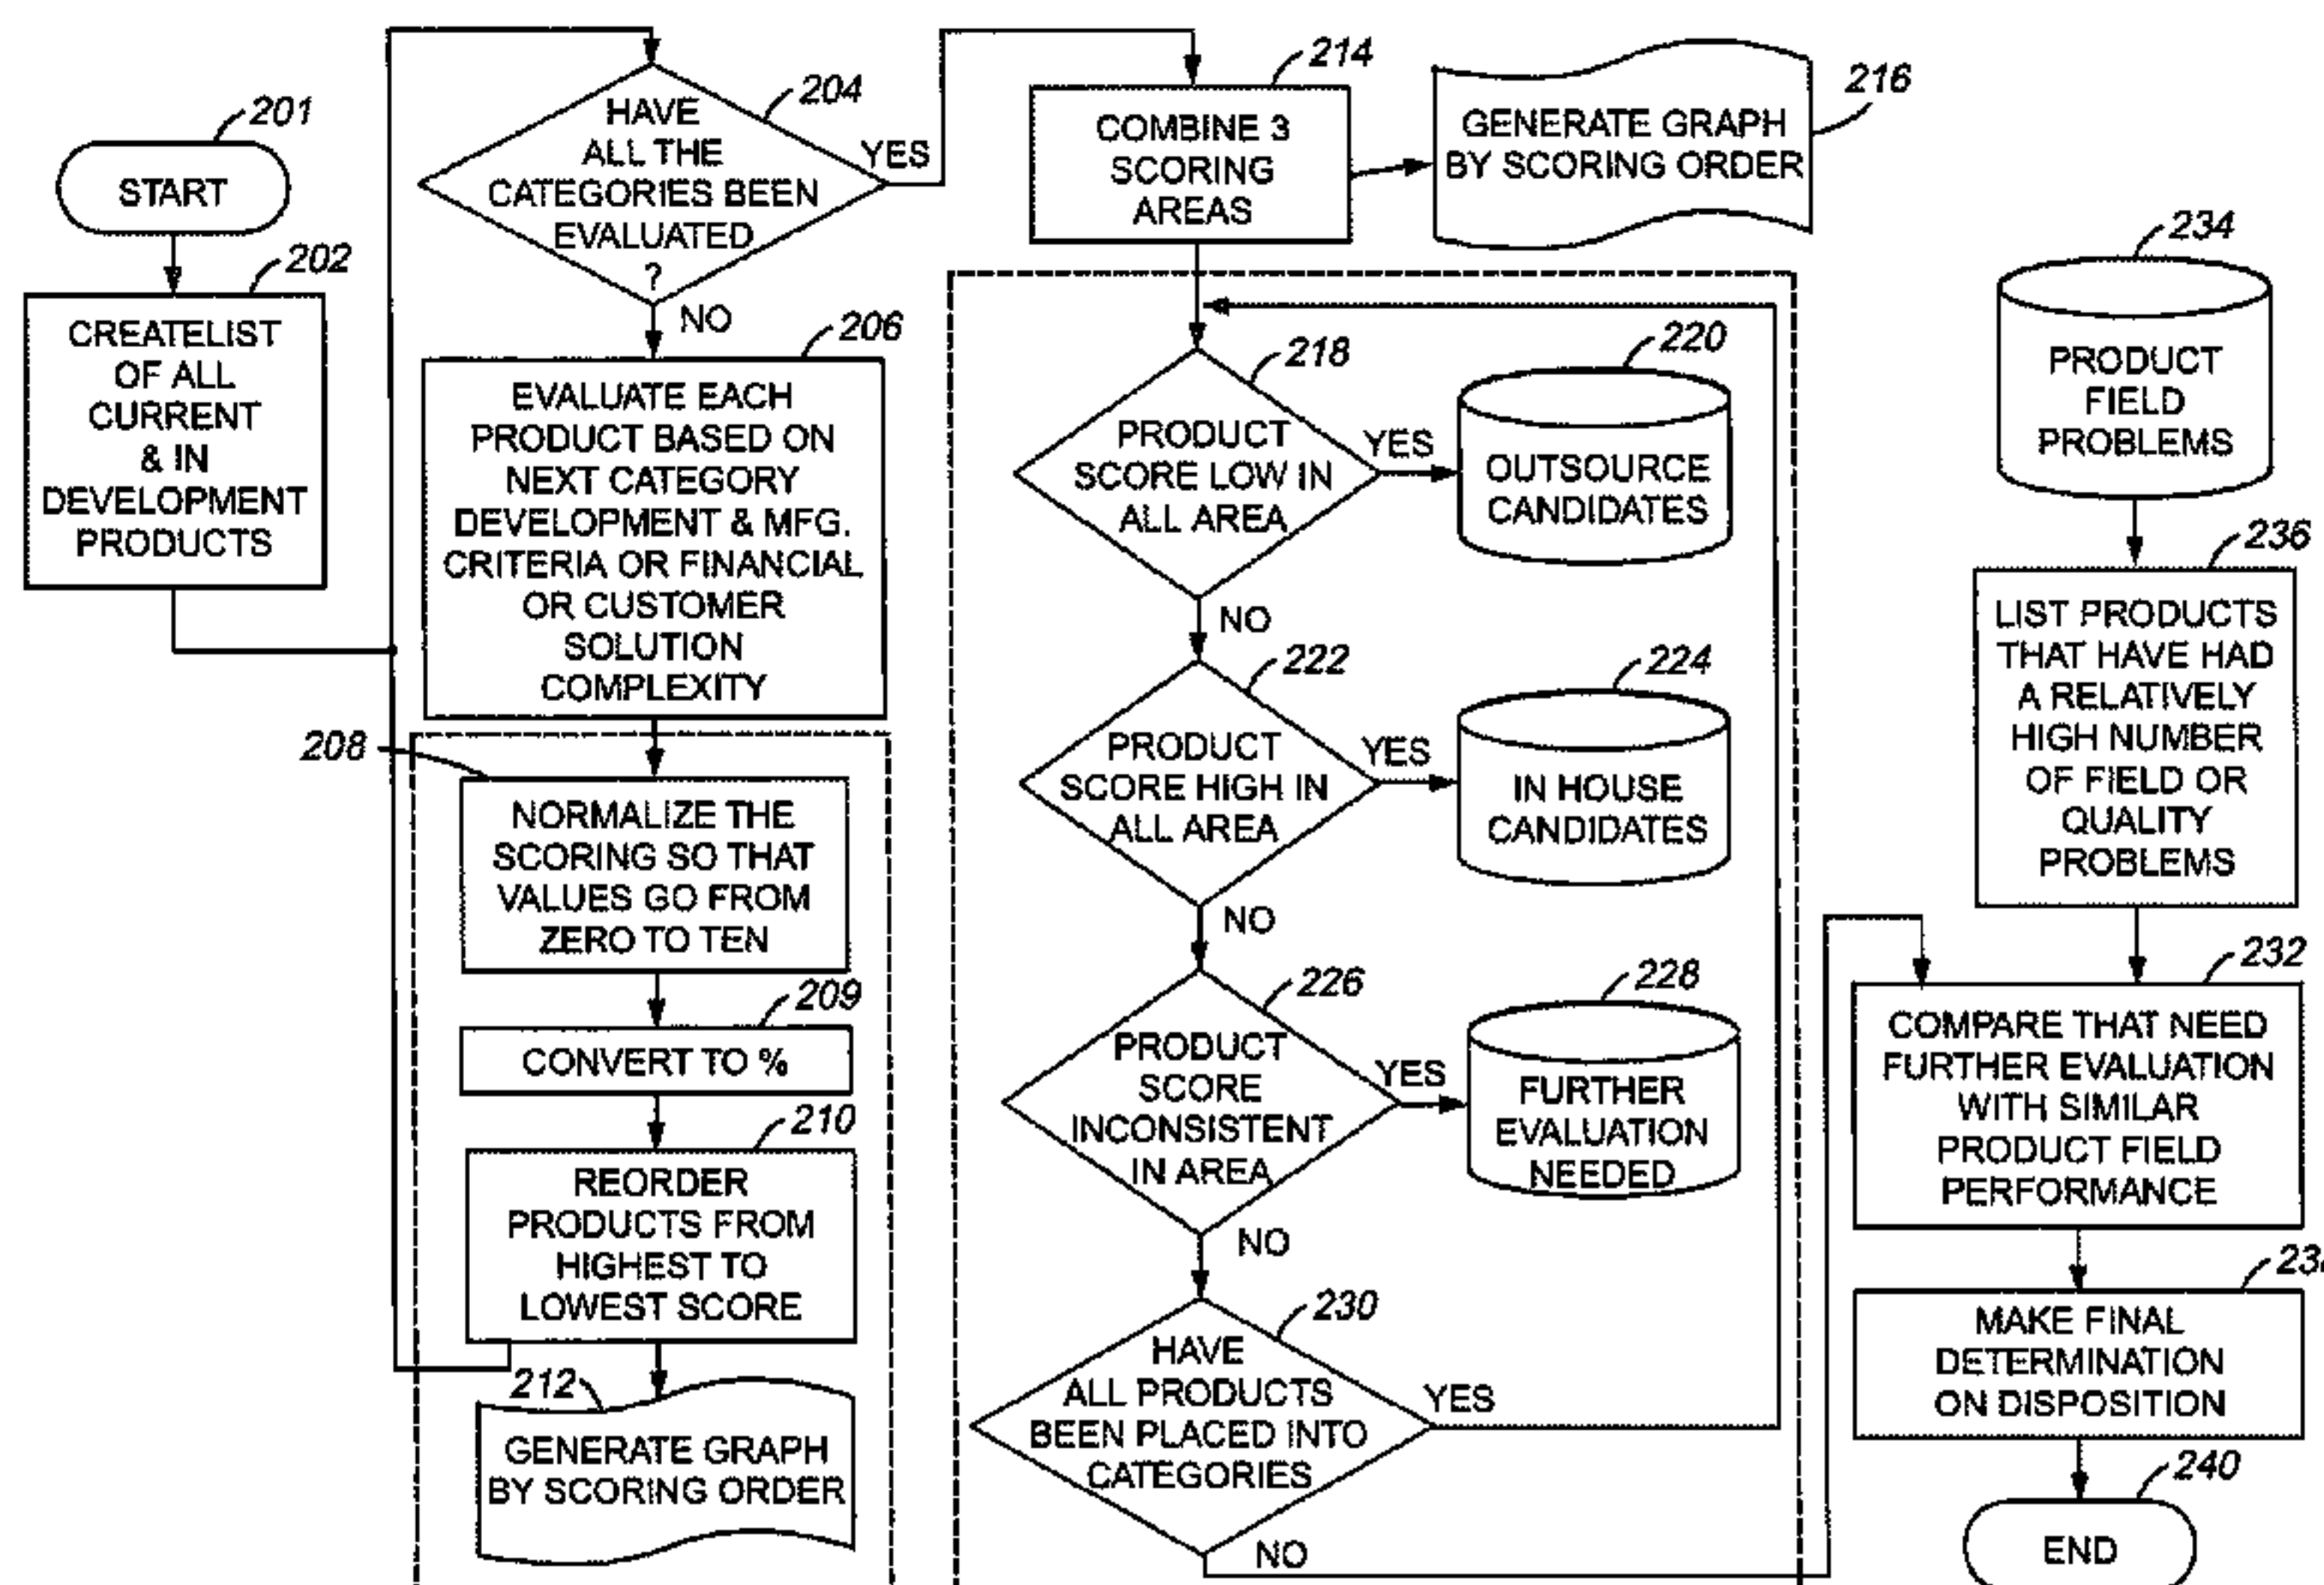 201
START
202
CREATELIST
OF ALL
CURRENT
& IN
DEVELOPMENT
PRODUCTS
204
HAVE
ALL THE
CATEGORIES BEEN
EVALUATED
?
YES
NO
206
EVALUATE EACH
PRODUCT BASED ON
NEXT CATEGORY
DEVELOPMENT & MFG.
CRITERIA OR FINANCIAL
OR CUSTOMER
SOLUTION
COMPLEXITY
208
NORMALIZE THE
SCORING SO THAT
VALUES GO FROM
ZERO TO TEN
209
CONVERT TO %
210
REORDER
PRODUCTS FROM
HIGHEST TO
LOWEST SCORE
212
GENERATE GRAPH
BY SCORING ORDER
214
COMBINE 3
SCORING
AREAS
216
GENERATE GRAPH
BY SCORING ORDER
218
PRODUCT
SCORE LOW IN
ALL AREA
YES
NO
220
OUTSOURCE
CANDIDATES
222
PRODUCT
SCORE HIGH IN
ALL AREA
YES
NO
224
IN HOUSE
CANDIDATES
226
PRODUCT
SCORE
INCONSISTENT
IN AREA
YES
NO
228
FURTHER
EVALUATION
NEEDED
230
HAVE
ALL PRODUCTS
BEEN PLACED INTO
CATEGORIES
YES
NO
234
PRODUCT
FIELD
PROBLEMS
236
LIST PRODUCTS
THAT HAVE HAD
A RELATIVELY
HIGH NUMBER
OF FIELD OR
QUALITY
PROBLEMS
232
COMPARE THAT NEED
FURTHER EVALUATION
WITH SIMILAR
PRODUCT FIELD
PERFORMANCE
MAKE FINAL
DETERMINATION
ON DISPOSITION
240
END